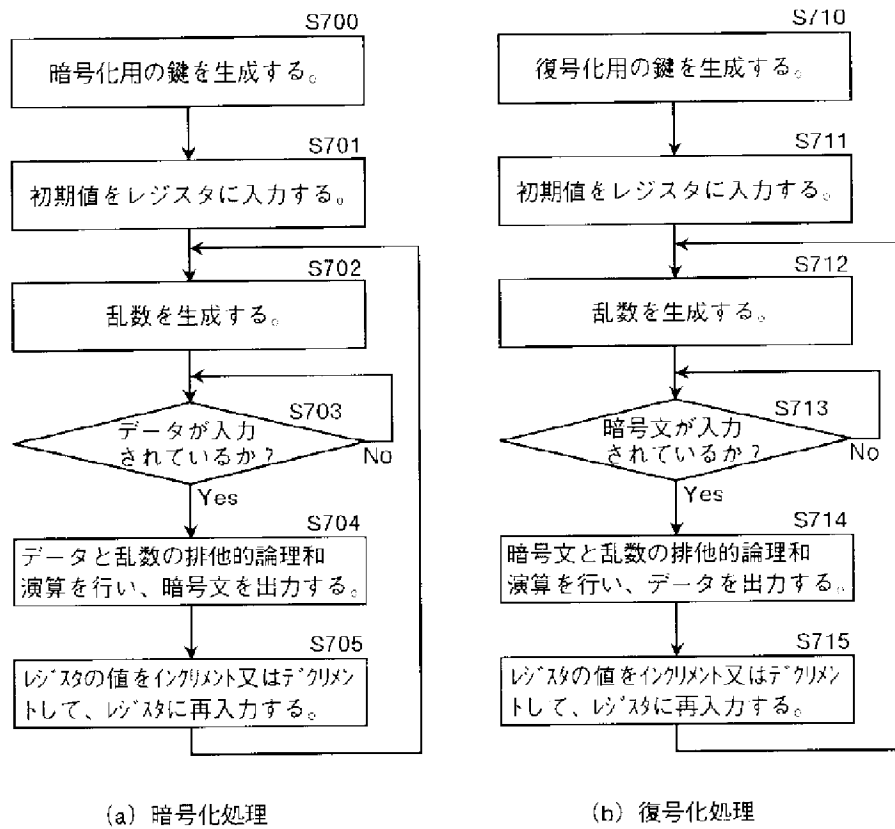 S700
暗号化用の鍵を生成する。
S701
初期値をレジスタに入力する。
S702
乱数を生成する。
S703
データが入力
されているか?
No
Yes
S704
データと乱数の排他的論理和
演算を行い、暗号文を出力する。
S705
レジスタの値をインクリメント又はデクリメン
トして、レジスタに再入力する。
(a) 暗号化処理
S710
復号化用の鍵を生成する。
S711
初期値をレジスタに入力する。
S712
乱数を生成する。
S713
暗号文が入力
されているか?
No
Yes
S714
暗号文と乱数の排他的論理和
演算を行い、データを出力する。
S715
レジスタの値をインクリメント又はデクリメン
トして、レジスタに再入力する。
(b) 復号化処理